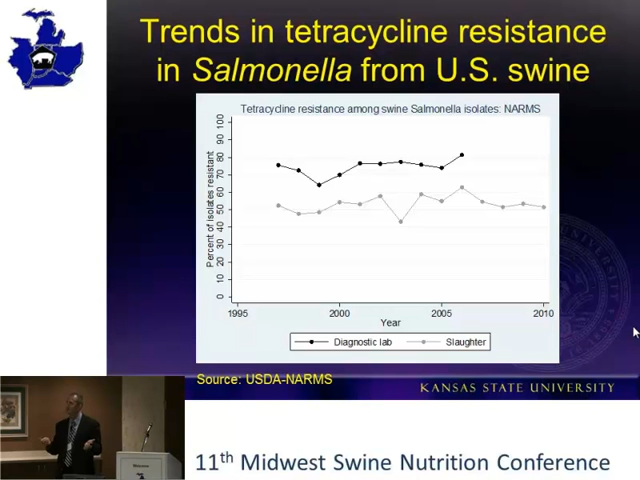 Trends in tetracycline resistance
in Salmonella from U.S. swine
Tetracycline resistance among swine Salmonella isolates: NARMS
Percent of isolates resistant
100
90
80
70
60
50
40
30
20
10
0
1995 2000 2005 2010
Year
Diagnostic lab Slaughter
Source: USDA-NARMS
KANSAS STATE UNIVERSITY
11th Midwest Swine Nutrition Conference